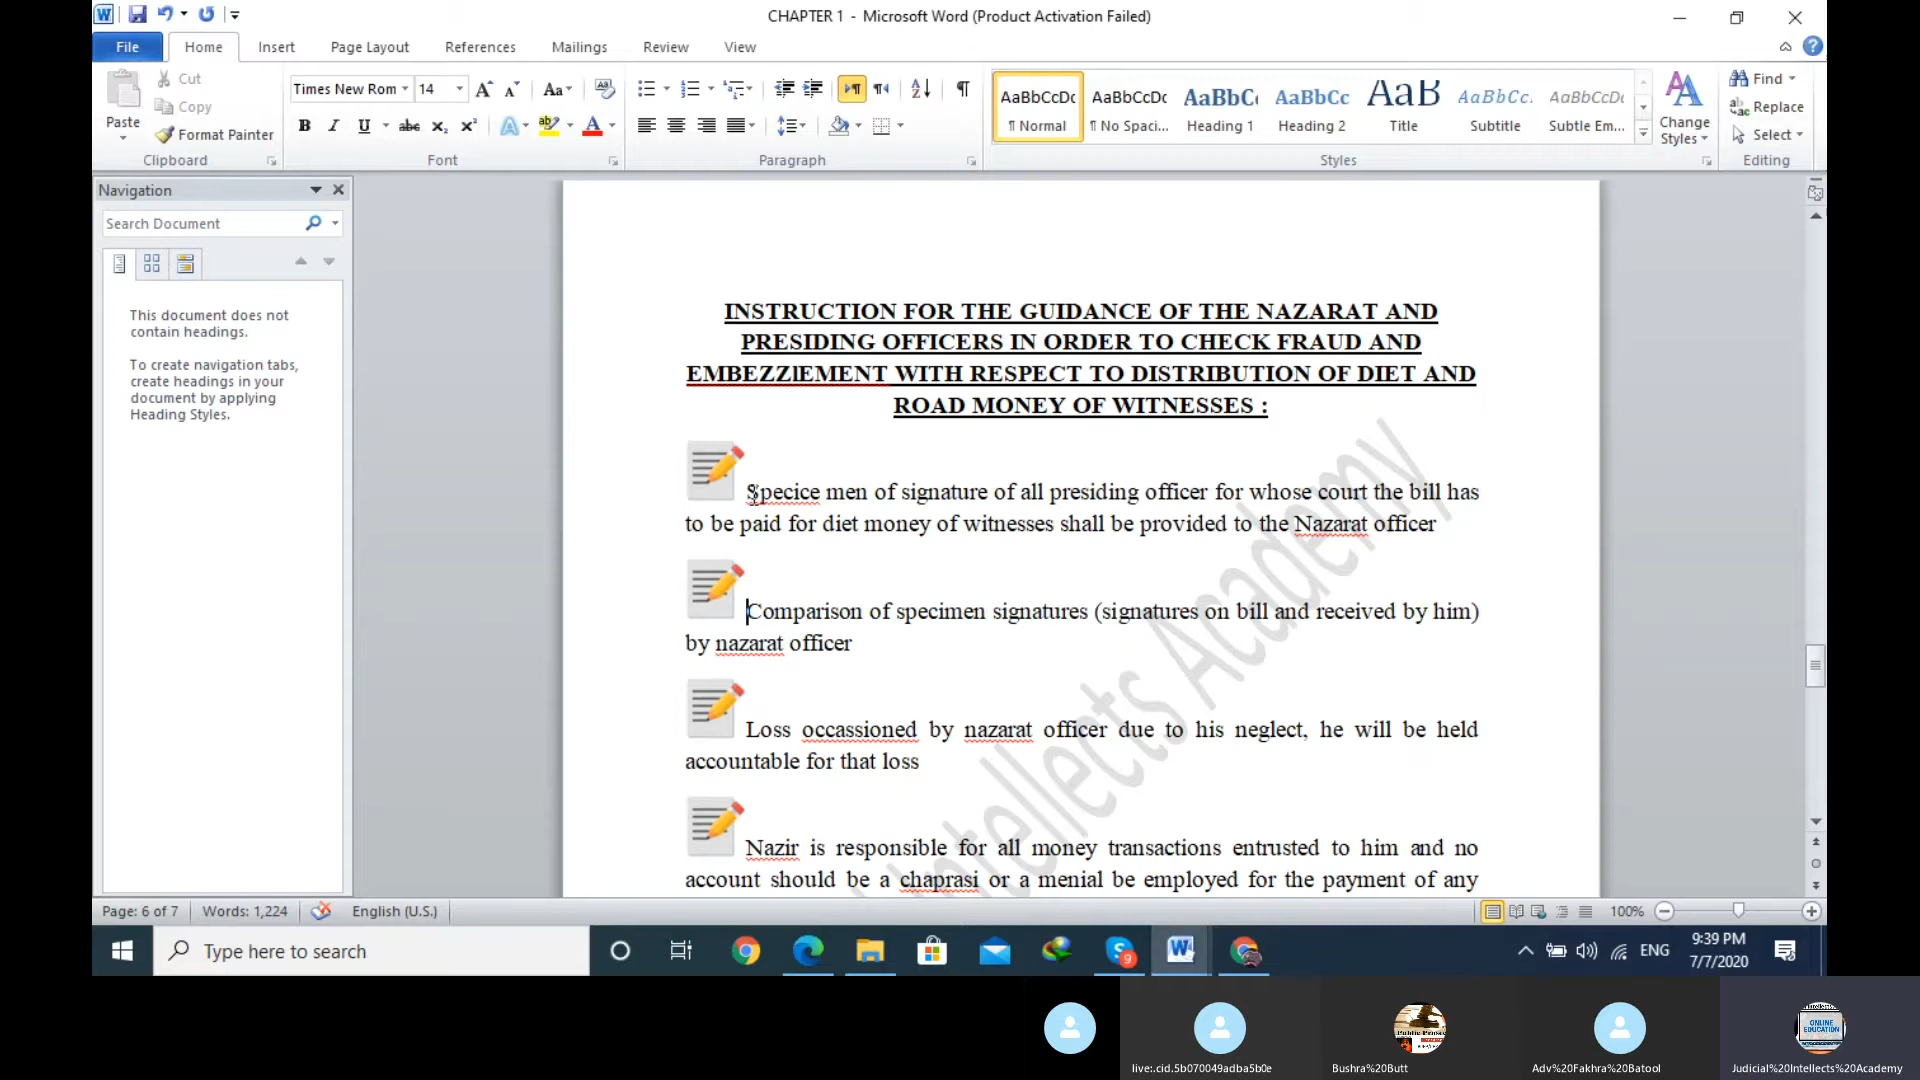 CHAPTER 1 - Microsoft Word (Product Activation Failed)
File Home Insert Page Layout References Mailings Review View
Paste
Cut
Copy
Format Painter
Clipboard
Times New Rom 14
Font
Paragraph
AaBbCcDc AaBbCcDc AaBbC AaBbCc AaB AaBbCc. AaBbCcDc
¶ Normal ¶ No Spaci... Heading 1 Heading 2 Title Subtitle Subtle Em...
Styles
Change
Styles
Find
Replace
Select
Editing
Navigation
Search Document
This document does not
contain headings.
To create navigation tabs,
create headings in your
document by applying
Heading Styles.
INSTRUCTION FOR THE GUIDANCE OF THE NAZARAT AND
PRESIDING OFFICERS IN ORDER TO CHECK FRAUD AND
EMBEZZlEMENT WITH RESPECT TO DISTRIBUTION OF DIET AND
ROAD MONEY OF WITNESSES :
Specice men of signature of all presiding officer for whose court the bill has
to be paid for diet money of witnesses shall be provided to the Nazarat officer
Comparison of specimen signatures (signatures on bill and received by him)
by nazarat officer
Loss occassioned by nazarat officer due to his neglect, he will be held
accountable for that loss
Nazir is responsible for all money transactions entrusted to him and no
account should be a chaprasi or a menial be employed for the payment of any
Intellects Academy
Page: 6 of 7 Words: 1,224 English (U.S.) 100%
Type here to search
9
ENG
9:39 PM
7/7/2020
ONLINE
EDUCATION
live:.cid.5b070049adba5b0e Bushra%20Butt Adv%20Fakhra%20Batool Judicial%20Intellects%20Academy